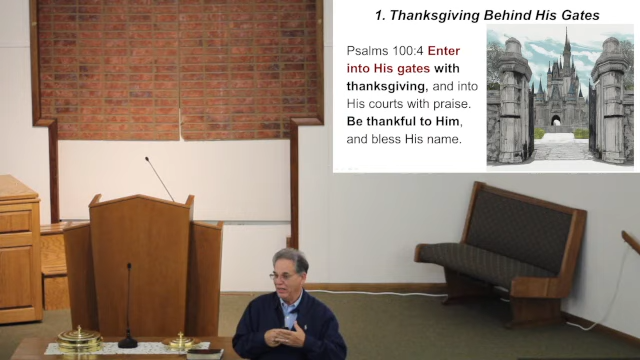 1. Thanksgiving Behind His Gates
Psalms 100:4 Enter
into His gates with
thanksgiving, and into
His courts with praise.
Be thankful to Him,
and bless His name.